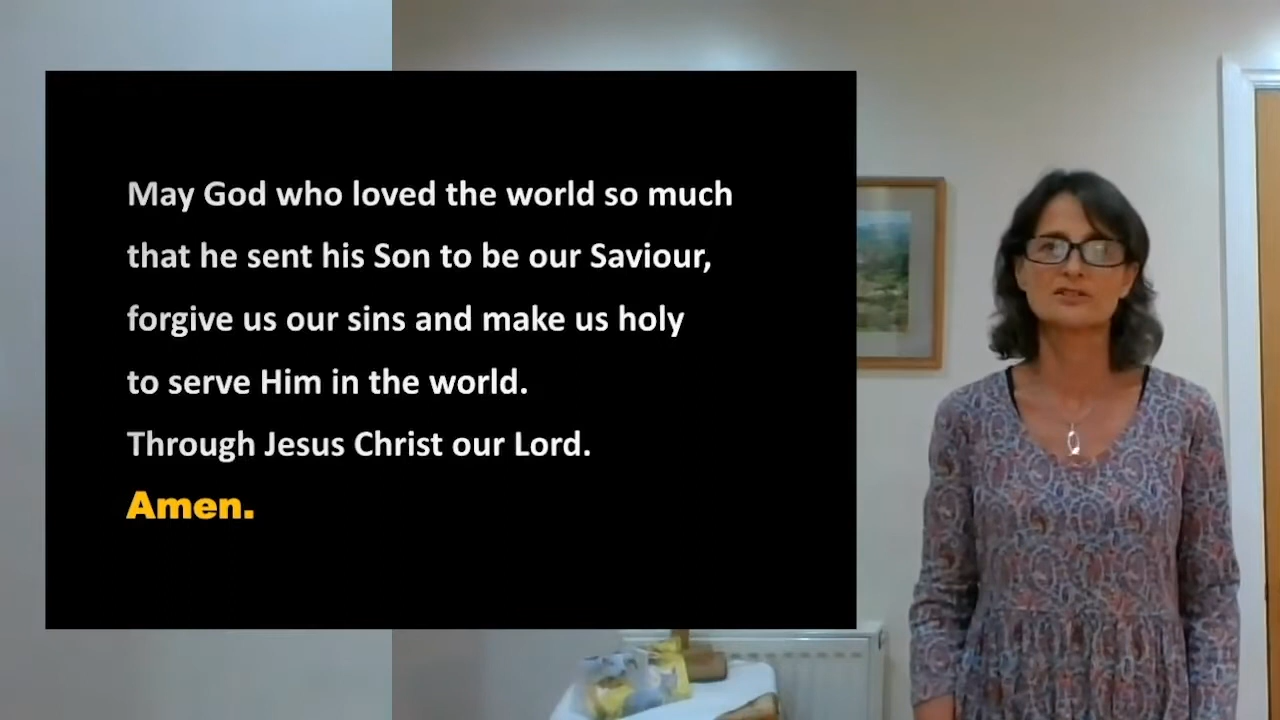 May God who loved the world so much
that he sent his Son to be our Saviour,
forgive us our sins and make us holy
to serve Him in the world.
Through Jesus Christ our Lord.
Amen.